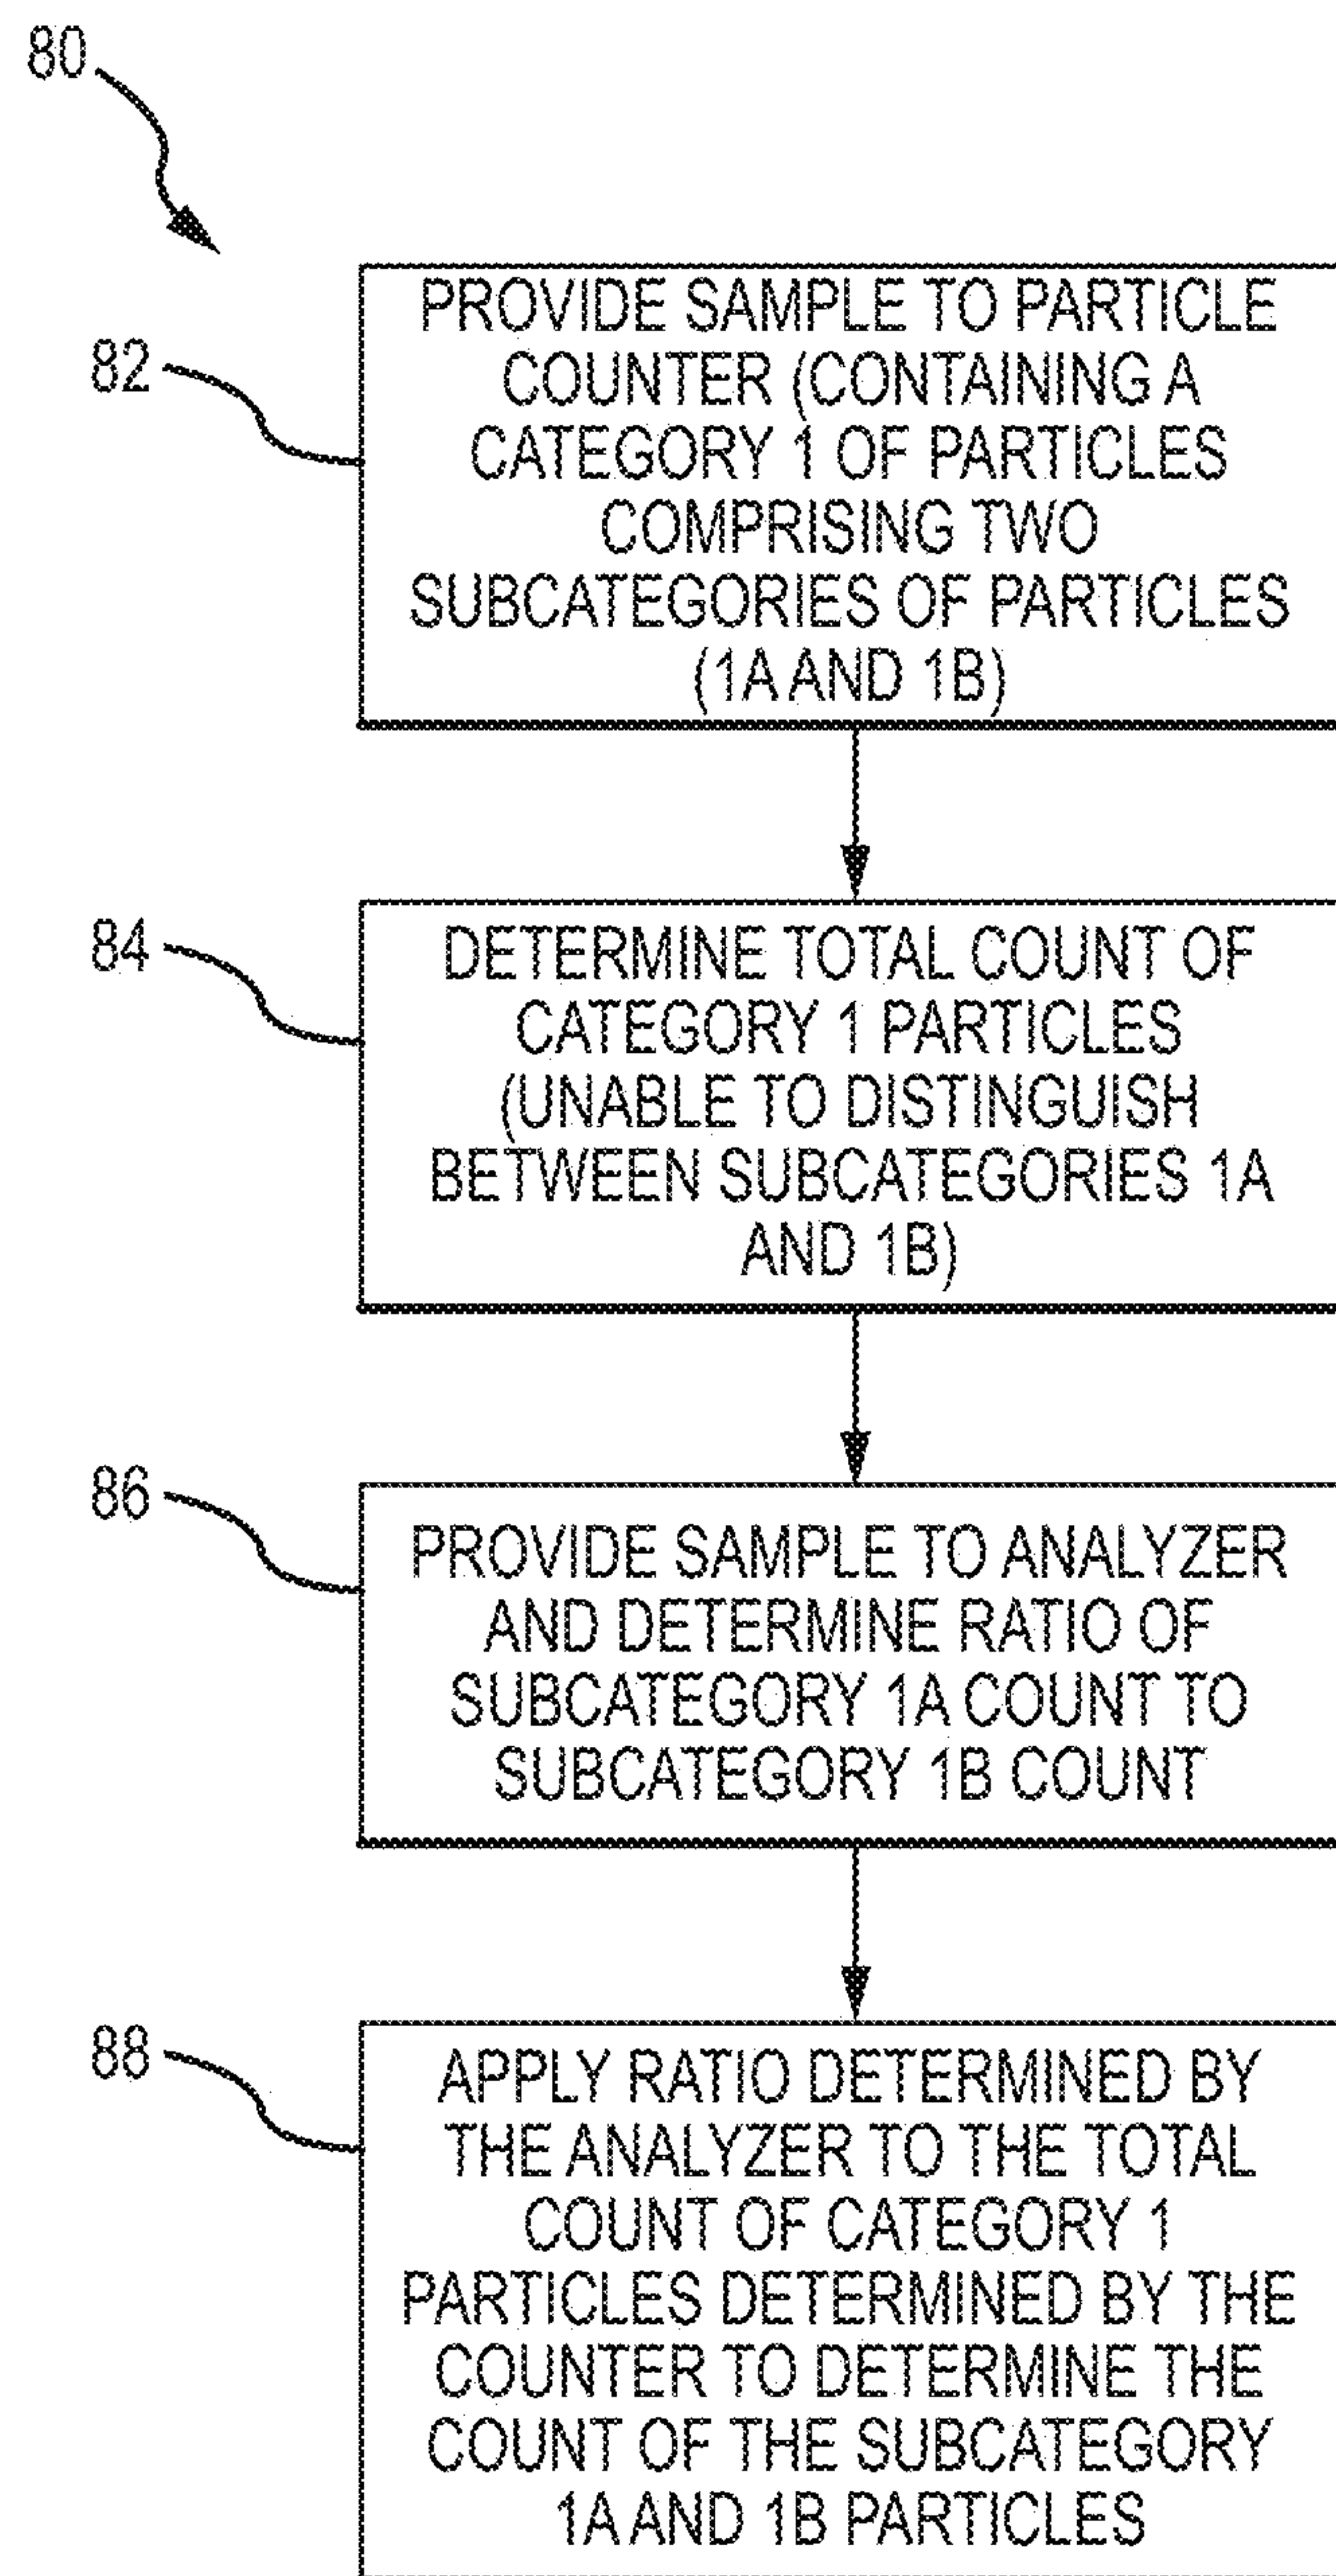 80
82
PROVIDE SAMPLE TO PARTICLE
COUNTER (CONTAINING A
CATEGORY 1 OF PARTICLES
COMPRISING TWO
SUBCATEGORIES OF PARTICLES
(1A AND 1B)
84
DETERMINE TOTAL COUNT OF
CATEGORY 1 PARTICLES
(UNABLE TO DISTINGUISH
BETWEEN SUBCATEGORIES 1A
AND 1B)
86
PROVIDE SAMPLE TO ANALYZER
AND DETERMINE RATIO OF
SUBCATEGORY 1A COUNT TO
SUBCATEGORY 1B COUNT
88
APPLY RATIO DETERMINED BY
THE ANALYZER TO THE TOTAL
COUNT OF CATEGORY 1
PARTICLES DETERMINED BY THE
COUNTER TO DETERMINE THE
COUNT OF THE SUBCATEGORY
1A AND 1B PARTICLES